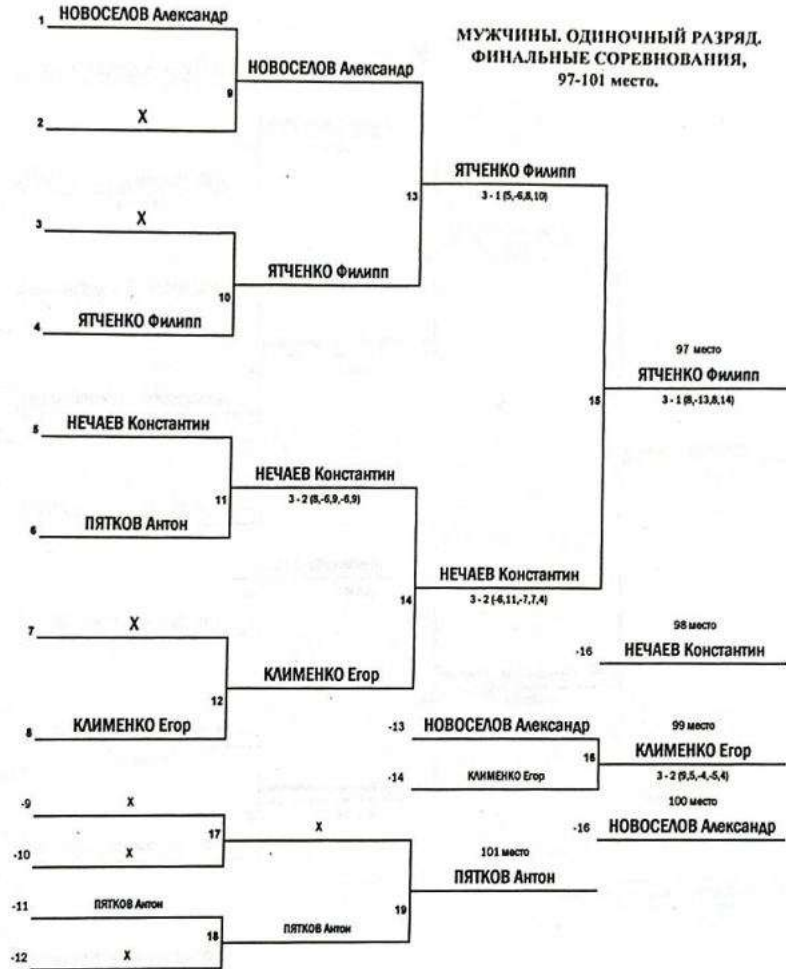 МУЖЧИНЫ. ОДИНОЧНЫЙ РАЗРЯД.
ФИНАЛЬНЫЕ СОРЕВНОВАНИЯ,
97-101 место.
1 НОВОСЕЛОВ Александр
9 НОВОСЕЛОВ Александр
2 X
13 ЯТЧЕНКО Филипп
3 - 1 (5,-6,8,10)
3 X
10 ЯТЧЕНКО Филипп
4 ЯТЧЕНКО Филипп
97 место
15 ЯТЧЕНКО Филипп
3 - 1 (8,-13,8,14)
5 НЕЧАЕВ Константин
11 НЕЧАЕВ Константин
3 - 2 (8,-6,9,-6,9)
6 ПЯТКОВ Антон
14 НЕЧАЕВ Константин
3 - 2 (-6,11,-7,7,4)
7 X
98 место
-16 НЕЧАЕВ Константин
12 КЛИМЕНКО Егор
8 КЛИМЕНКО Егор
-13 НОВОСЕЛОВ Александр
99 место
16 КЛИМЕНКО Егор
3 - 2 (9,5,-4,-5,4)
-14 КЛИМЕНКО Егор
100 место
-16 НОВОСЕЛОВ Александр
-9 X
17 X
-10 X
101 место
19 ПЯТКОВ Антон
-11 ПЯТКОВ Антон
18 ПЯТКОВ Антон
-12 X